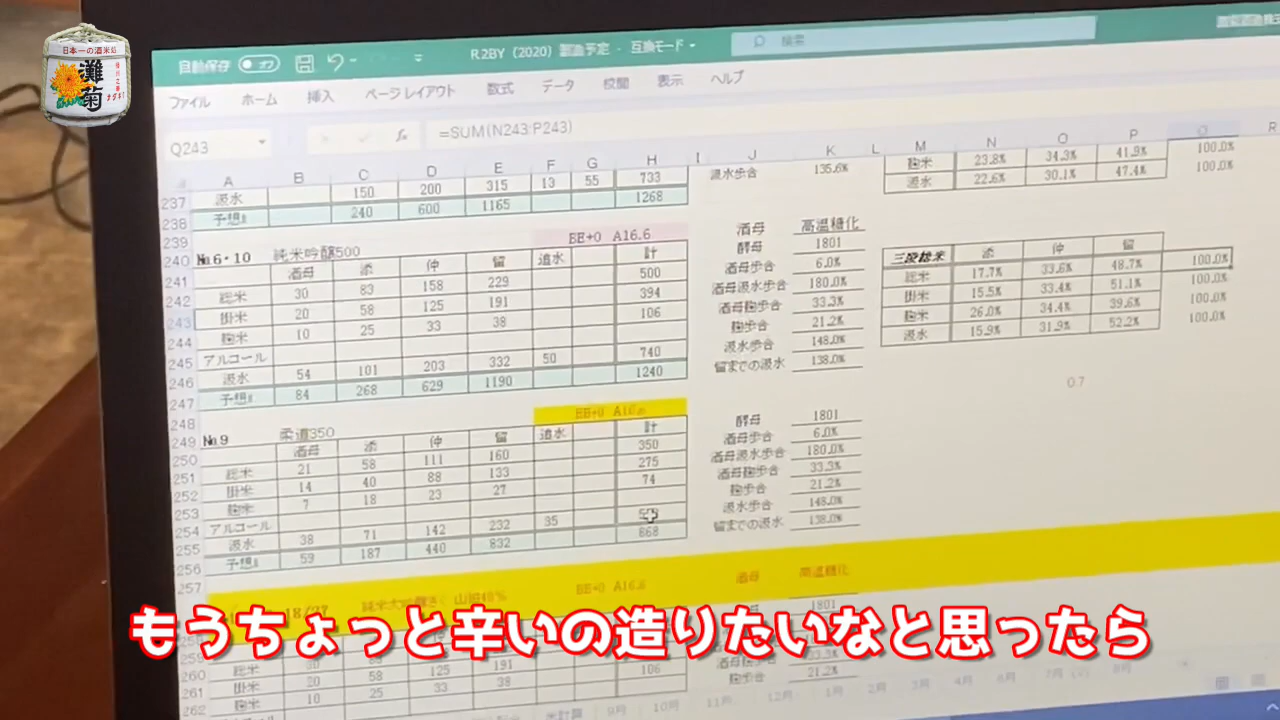 日本一の酒米処
灘菊
自動保存 オフ R2BY（2020）製造予定 - 互換モード 検索
ファイル ホーム 挿入 ページ レイアウト 数式 データ 校閲 表示 ヘルプ
Q243 fx =SUM(N243:P243)
A B C D E F G H I J K L M N O P Q R
237 汲水 150 200 315 13 55 733 汲水歩合 135.6% 麹米 23.8% 34.3% 41.9% 100.0%
238 予想ℓ 240 600 1165 1268 汲水 22.6% 30.1% 47.4% 100.0%
239 BE+0 A16.6 酒母 高温糖化
240 №6・10 純米吟醸500 酵母 1801
241 酒母 添 仲 留 追水 計 酒母歩合 6.0% 三段総米 添 仲 留
242 総米 30 83 158 229 500 酒母汲水歩合 180.0% 総米 17.7% 33.6% 48.7% 100.0%
243 掛米 20 58 125 191 394 酒母麹歩合 33.3% 掛米 15.5% 33.4% 51.1% 100.0%
244 麹米 10 25 33 38 106 麹歩合 21.2% 麹米 26.0% 34.4% 39.6% 100.0%
245 アルコール 汲水歩合 148.0% 汲水 15.9% 31.9% 52.2% 100.0%
246 汲水 54 101 203 332 50 740 留までの汲水 138.0%
247 予想ℓ 84 268 629 1190 1240 0.7
248 BE+0
249 №9 柔道350 酵母 1801
250 酒母 添 仲 留 追水 計 酒母歩合 6.0%
251 総米 21 58 111 160 350 酒母汲水歩合 180.0%
252 掛米 14 40 88 133 275 酒母麹歩合 33.3%
253 麹米 7 18 23 27 74 麹歩合 21.2%
254 アルコール 汲水歩合 148.0%
255 汲水 38 71 142 232 35 留までの汲水 138.0%
256 予想ℓ 59 187 440 832 868
257 純米大吟醸 BE+0 A16.6 酒母 高温糖化
1801
もうちょっと辛いの造りたいなと思ったら
260 総米 191 106
261 掛米 20 125 38 麹歩合 21.2%
262 麹米 10 25 33
9月 10月 11月 12月 1月 2月 3月 4月 6月